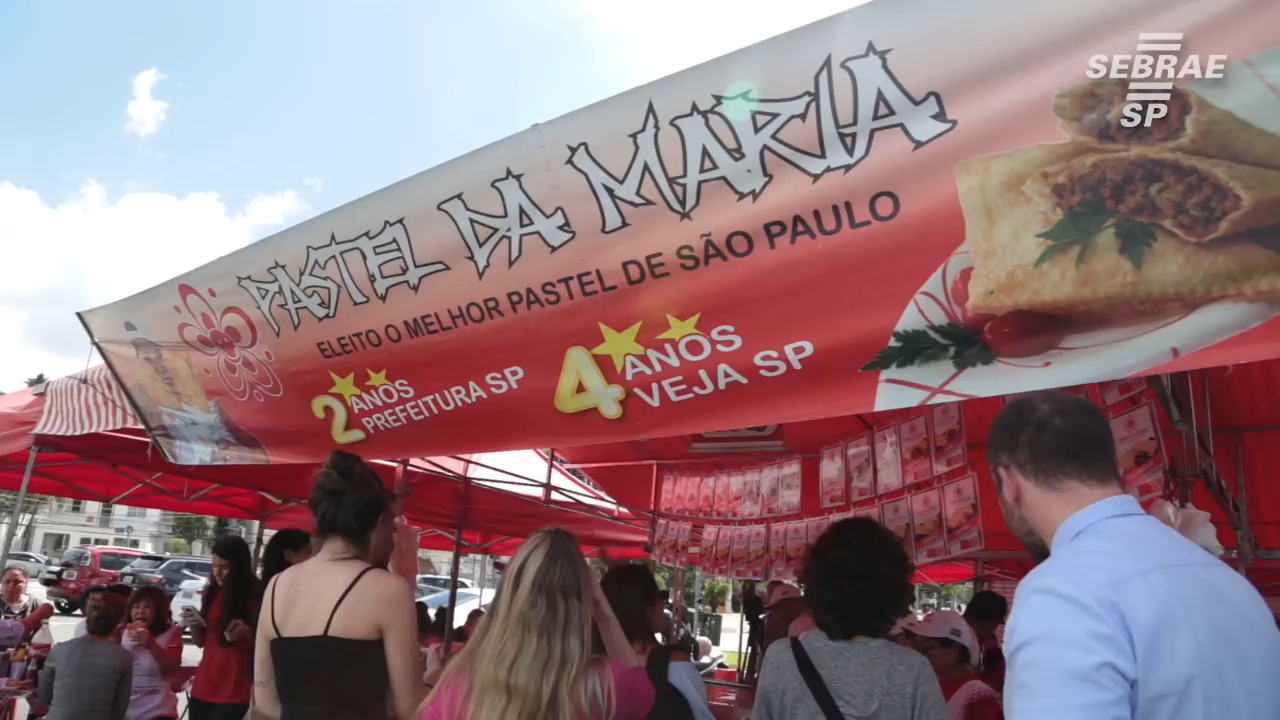 SEBRAE
SP
PASTEL DA MARIA
ELEITO O MELHOR PASTEL DE SÃO PAULO
2 ANOS
PREFEITURA SP
4 ANOS
VEJA SP